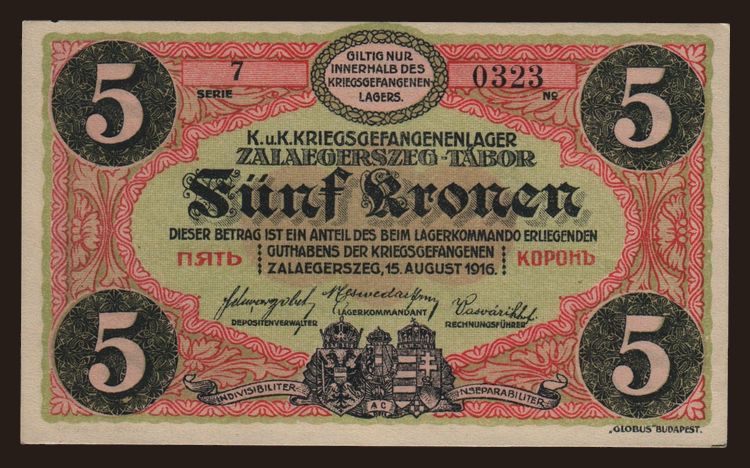 5
7
SERIE
GILTIG NUR
INNERHALB DES
KRIEGSGEFANGENEN-
LAGERS.
0323
No
5
K.u.K. KRIEGSGEFANGENENLAGER
ZALAEGERSZEG-TÁBOR
Fünf Kronen
DIESER BETRAG IST EIN ANTEIL DES BEIM LAGERKOMMANDO ERLIEGENDEN
GUTHABENS DER KRIEGSGEFANGENEN
ПЯТЬ КОРОНЪ
ZALAEGERSZEG, 15. AUGUST 1916.
DEPOSITENVERWALTER
LAGERKOMMANDANT
RECHNUNGSFÜHRER
5
INDIVISIBILITER
AC
INSEPARABILITER
5
„GLOBUS" BUDAPEST.